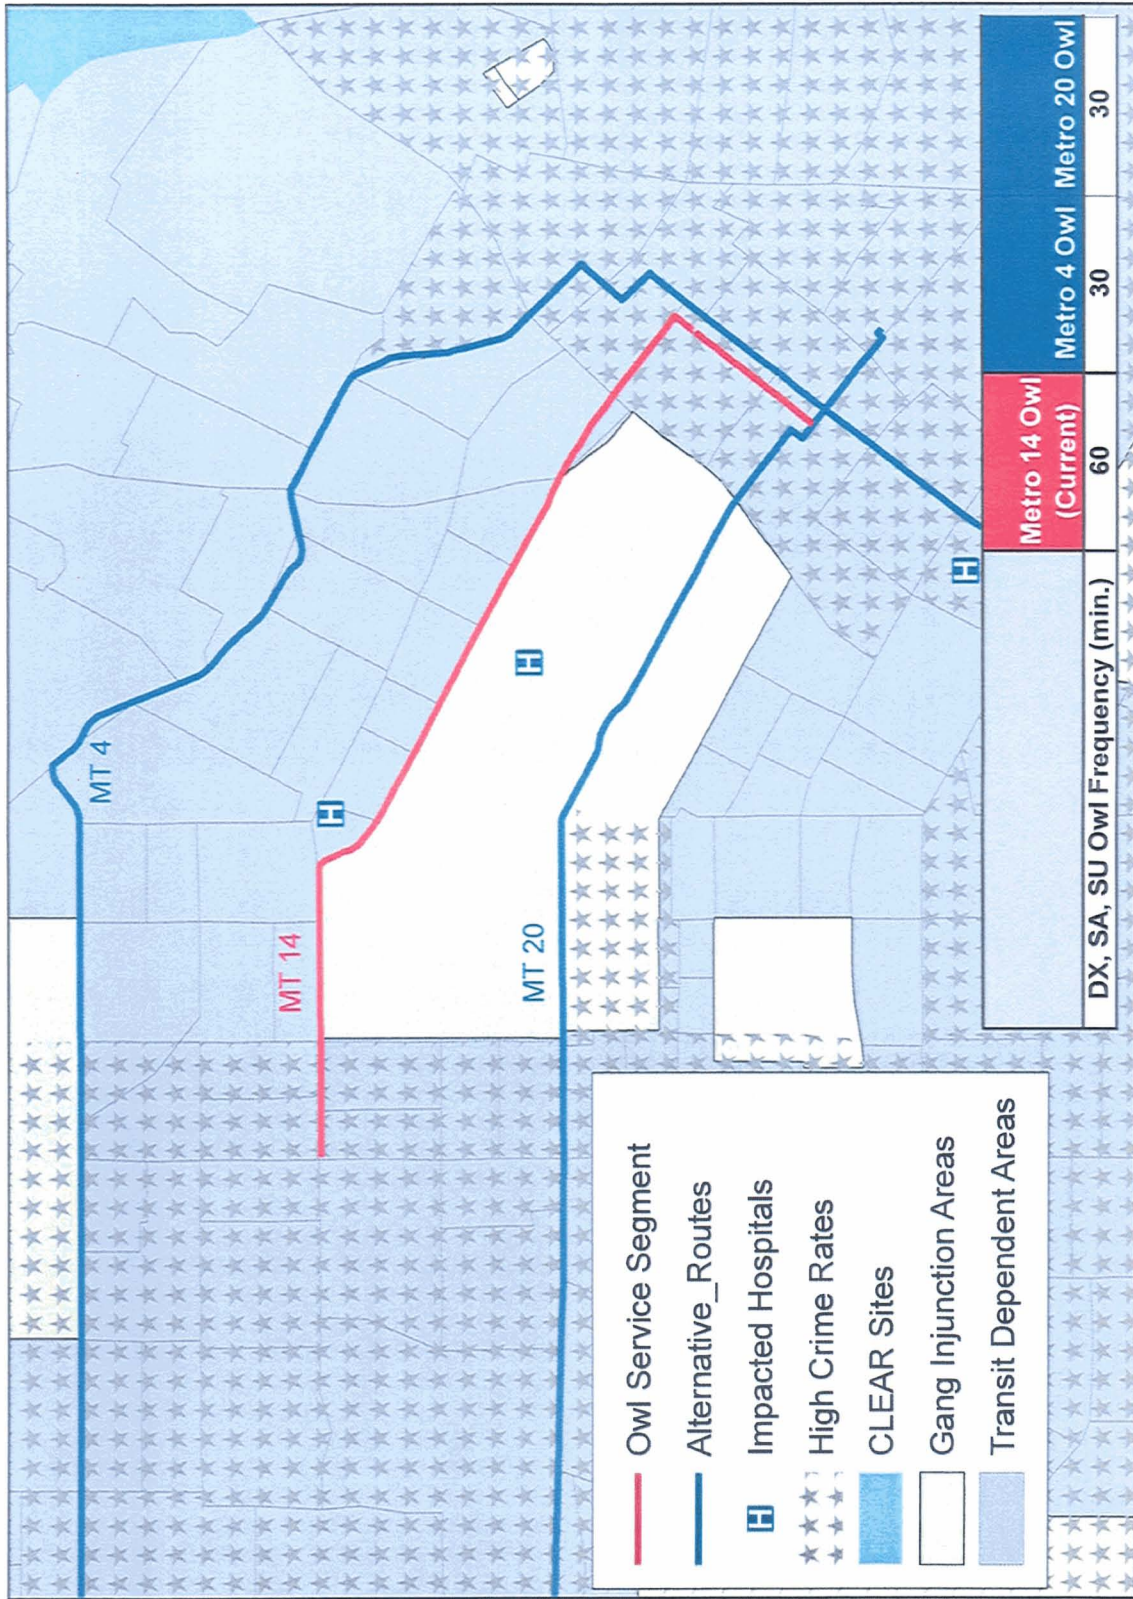 MT 4
MT 14
MT 20
H
H
H
Owl Service Segment
Alternative_Routes
H Impacted Hospitals
High Crime Rates
CLEAR Sites
Gang Injunction Areas
Transit Dependent Areas
Metro 14 Owl
(Current)
Metro 4 Owl
Metro 20 Owl
DX, SA, SU Owl Frequency (min.)
60
30
30